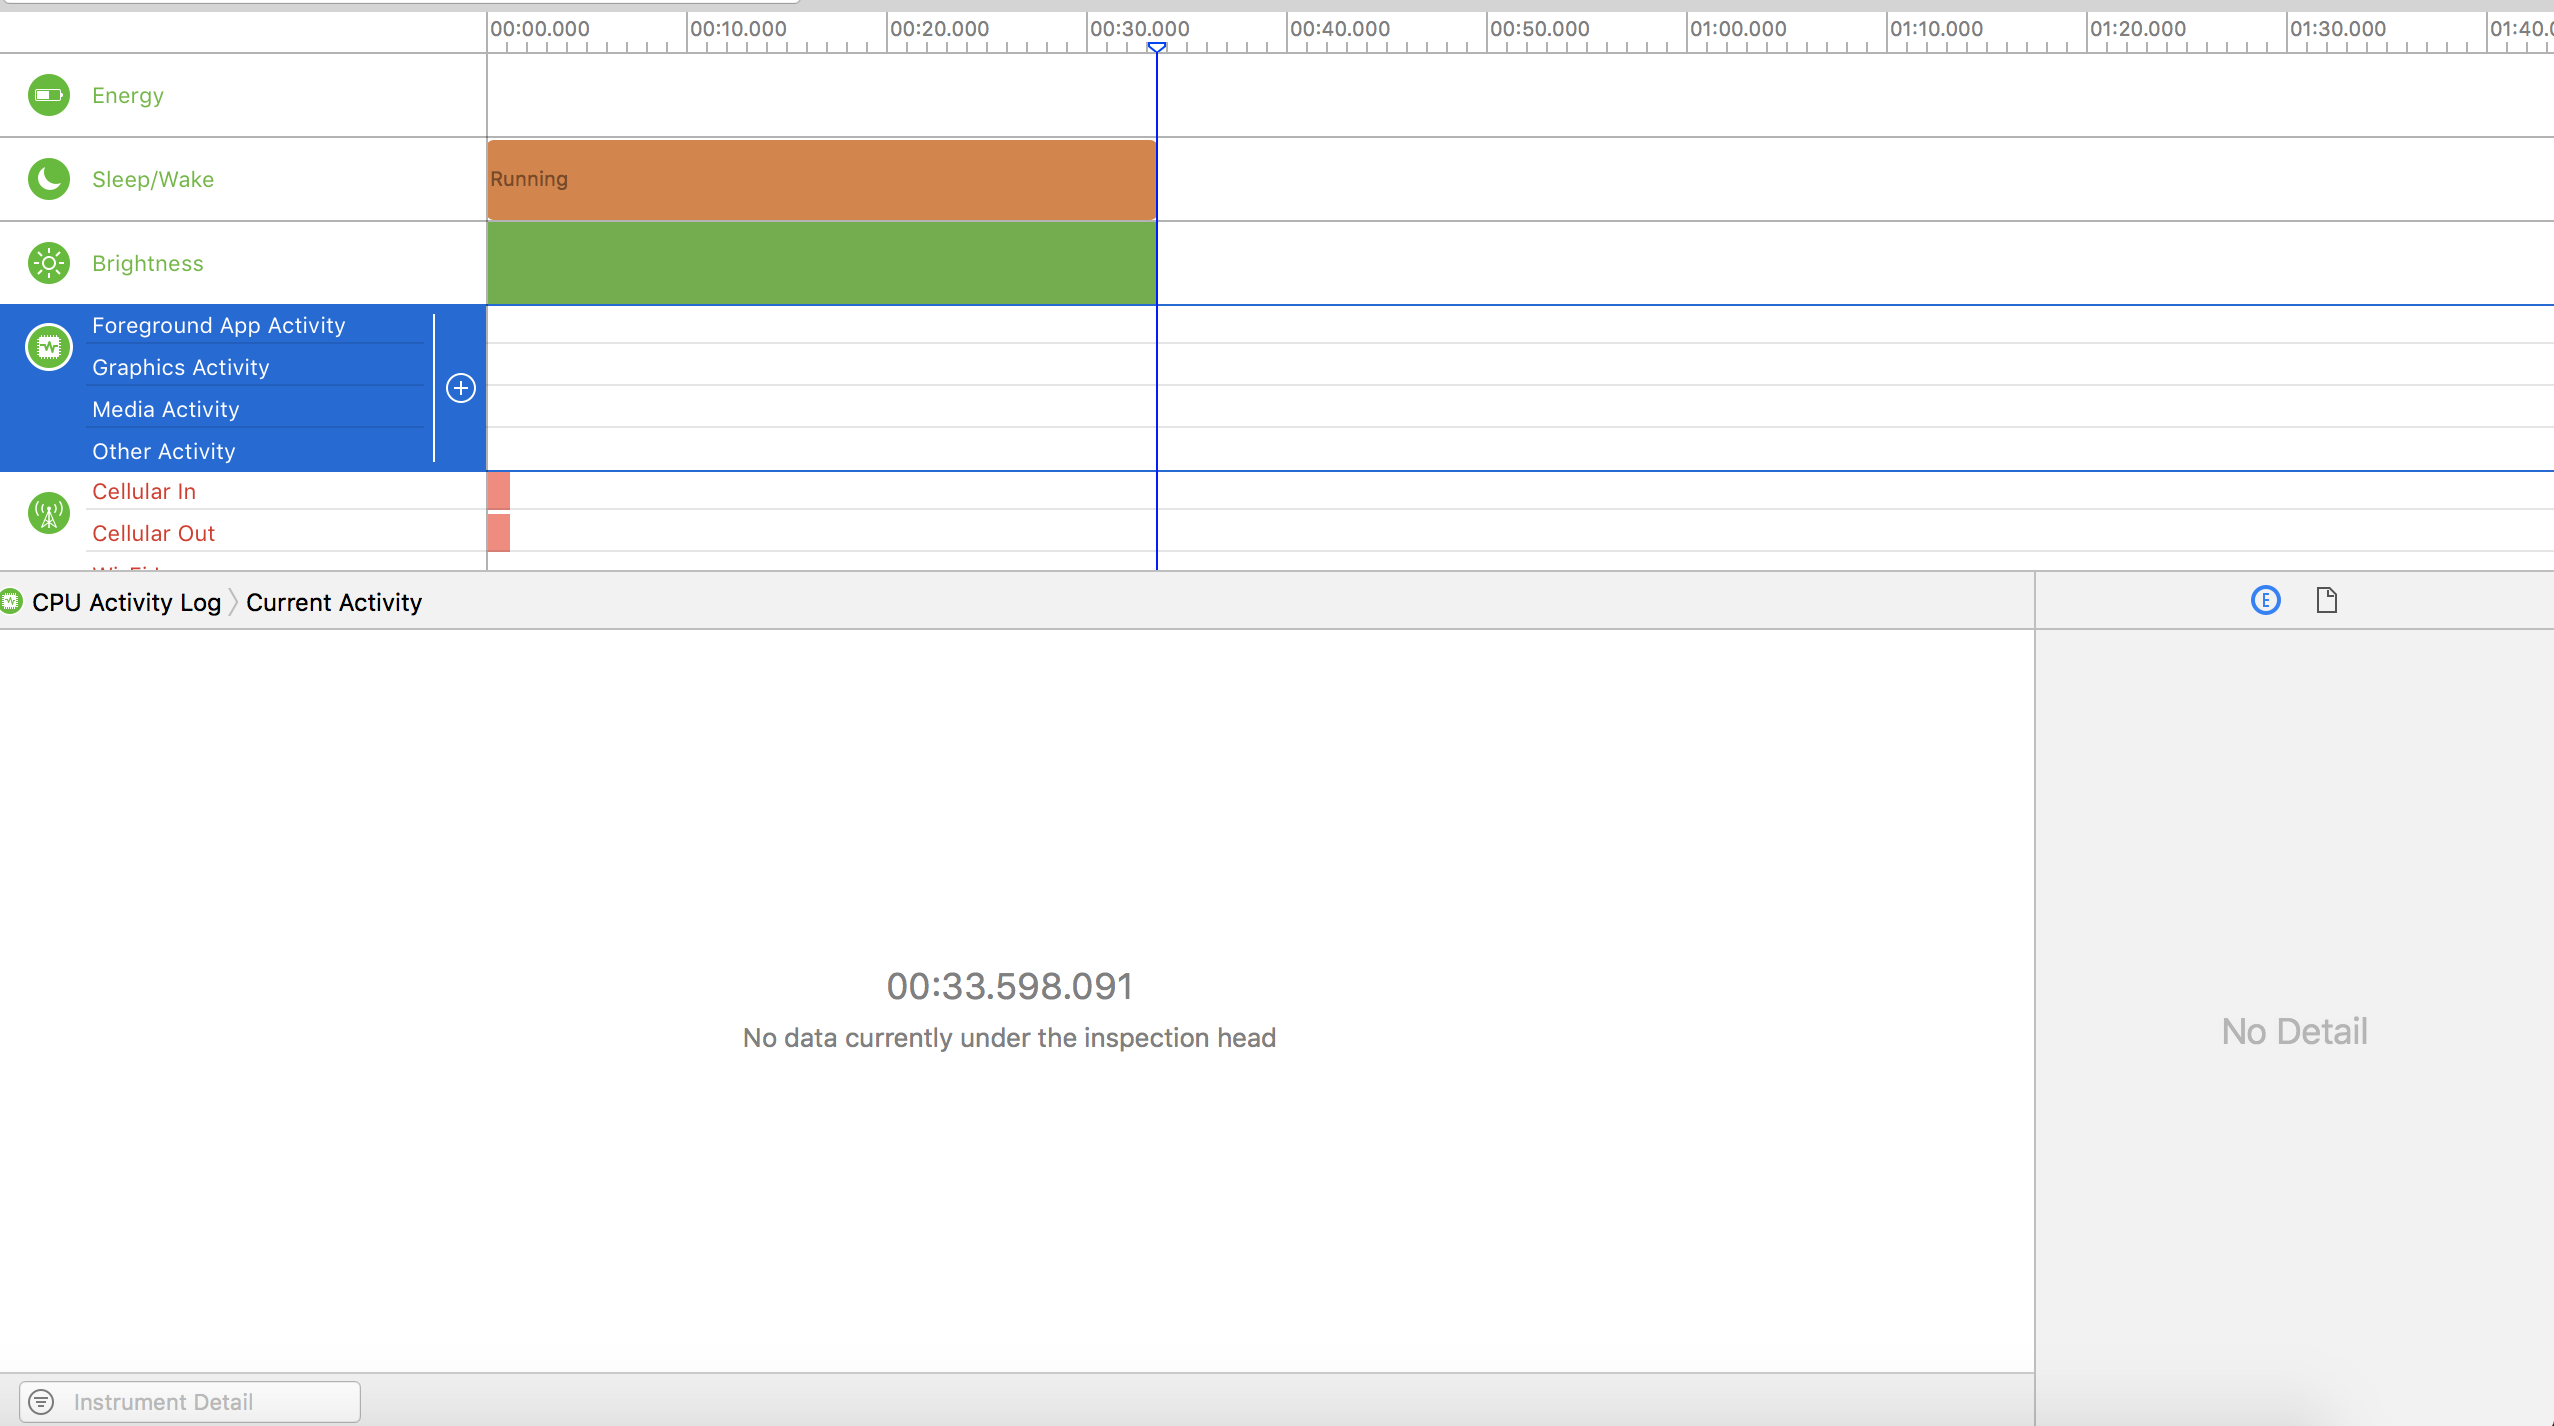 00:00.000 00:10.000 00:20.000 00:30.000 00:40.000 00:50.000 01:00.000 01:10.000 01:20.000 01:30.000 01:40.0
Energy
Sleep/Wake
Running
Brightness
Foreground App Activity
Graphics Activity
Media Activity
Other Activity
Cellular In
Cellular Out
CPU Activity Log Current Activity
E
00:33.598.091
No data currently under the inspection head
No Detail
Instrument Detail